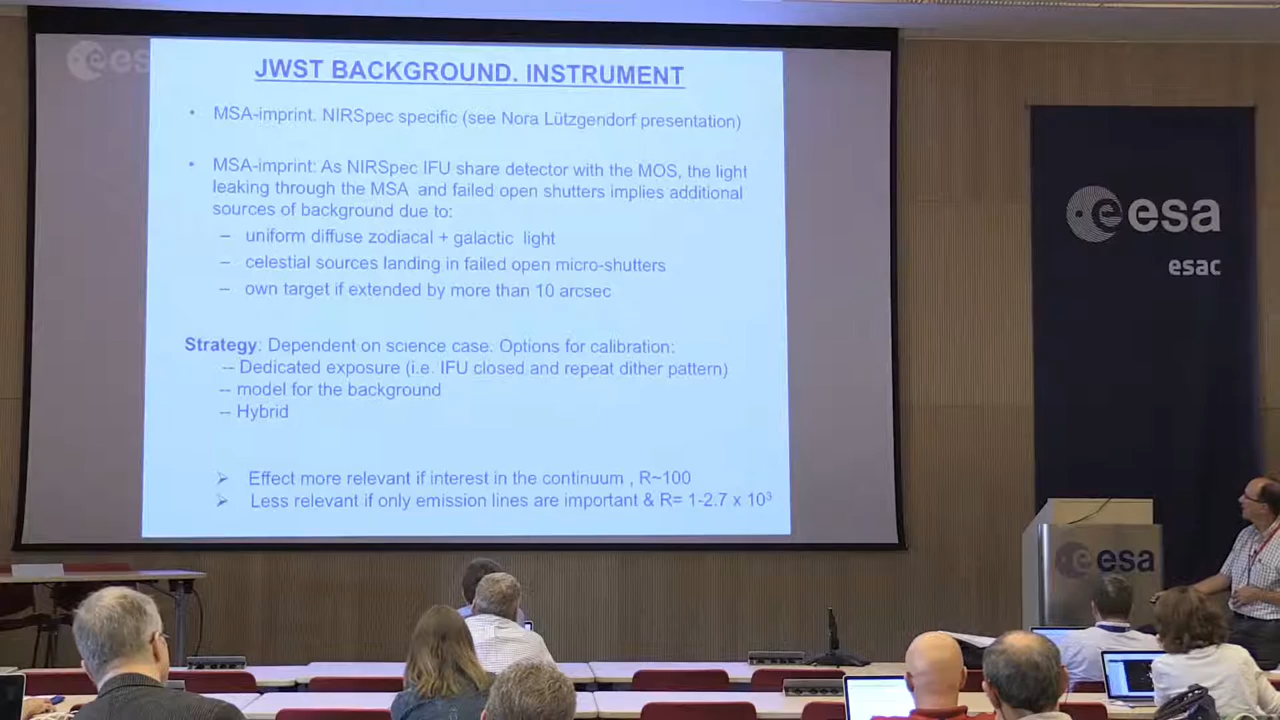 esa
JWST BACKGROUND. INSTRUMENT
• MSA-imprint. NIRSpec specific (see Nora Lützgendorf presentation)
• MSA-imprint: As NIRSpec IFU share detector with the MOS, the light
leaking through the MSA and failed open shutters implies additional
sources of background due to:
– uniform diffuse zodiacal + galactic light
– celestial sources landing in failed open micro-shutters
– own target if extended by more than 10 arcsec
Strategy: Dependent on science case. Options for calibration:
-- Dedicated exposure (i.e. IFU closed and repeat dither pattern)
-- model for the background
-- Hybrid
➢ Effect more relevant if interest in the continuum , R~100
➢ Less relevant if only emission lines are important & R= 1-2.7 x 10³
esa
esac
esa